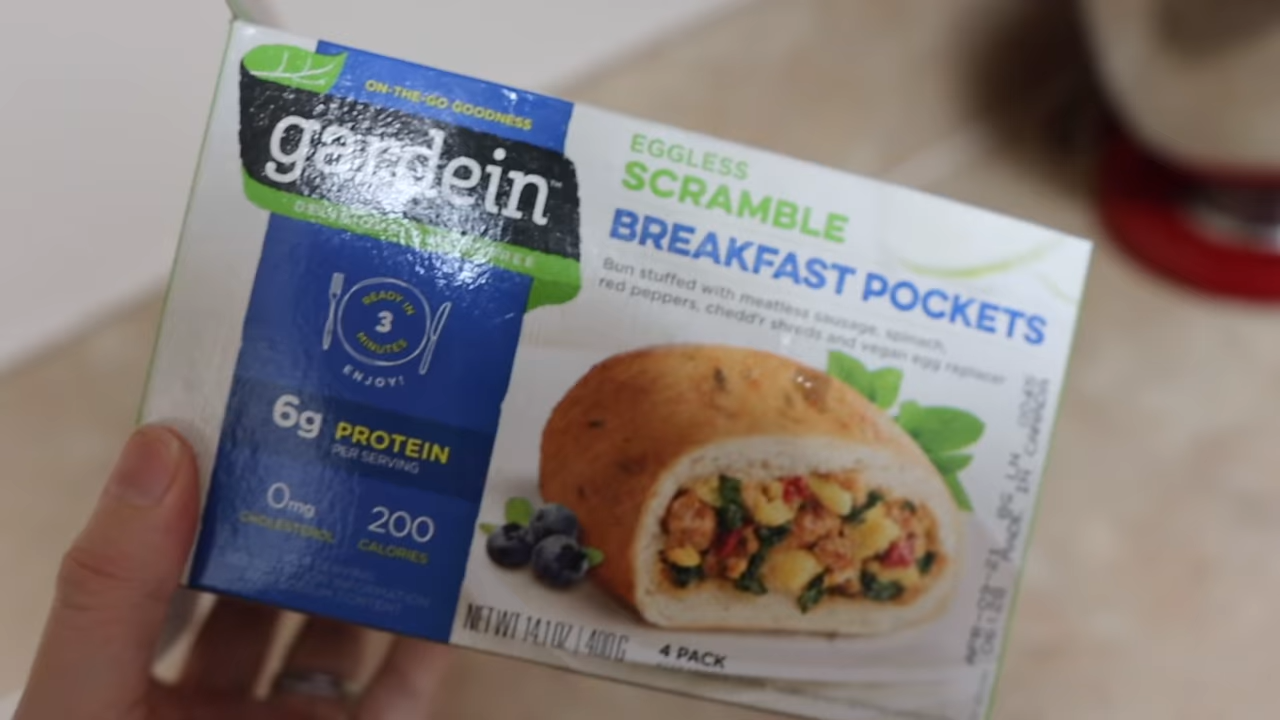 ON-THE-GO GOODNESS
gardein™
READY IN
3
MINUTES
ENJOY!
6g PROTEIN
PER SERVING
0mg
CHOLESTEROL
200
CALORIES
EGGLESS
SCRAMBLE
BREAKFAST POCKETS
Bun stuffed with meatless sausage, spinach,
red peppers, chedd'r shreds and vegan egg replacer
NET WT 14.1 OZ | 400 G
4 PACK